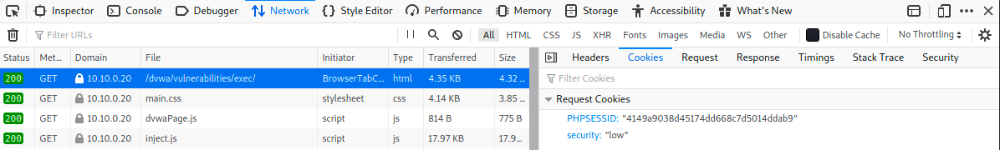 Inspector Console Debugger Network Style Editor Performance Memory Storage Accessibility What's New
Filter URLs All HTML CSS JS XHR Fonts Images Media WS Other Disable Cache No Throttling
Status Met... Domain File Initiator Type Transferred Size Headers Cookies Request Response Timings Stack Trace Security
200 GET 10.10.0.20 /dvwa/vulnerabilities/exec/ BrowserTabC... html 4.35 KB 4.32 ... Filter Cookies
200 GET 10.10.0.20 main.css stylesheet css 4.14 KB 3.85 ... Request Cookies
200 GET 10.10.0.20 dvwaPage.js script js 814 B 775 B PHPSESSID: "4149a9038d45174dd668c7d5014ddab9"
200 GET 10.10.0.20 inject.js script js 17.97 KB 17.9... security: "low"